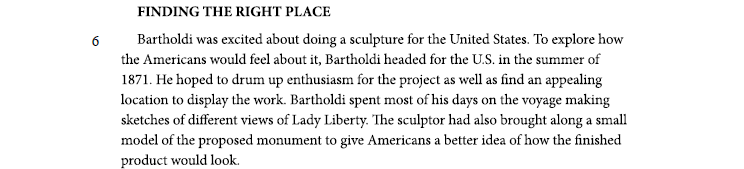 FINDING THE RIGHT PLACE
6 Bartholdi was excited about doing a sculpture for the United States. To explore how
the Americans would feel about it, Bartholdi headed for the U.S. in the summer of
1871. He hoped to drum up enthusiasm for the project as well as find an appealing
location to display the work. Bartholdi spent most of his days on the voyage making
sketches of different views of Lady Liberty. The sculptor had also brought along a small
model of the proposed monument to give Americans a better idea of how the finished
product would look.